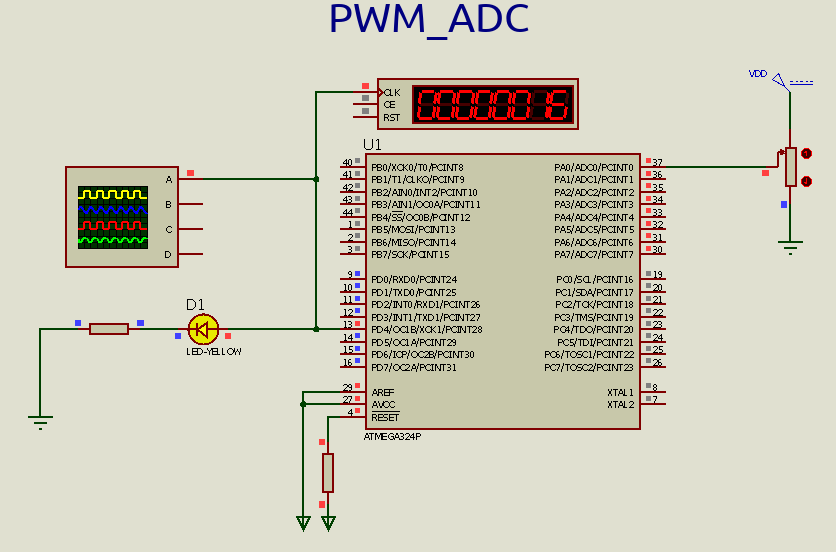 PWM_ADC
CLK
CE
RST
VDD
U1
A
B
C
D
40 PB0/XCK0/T0/PCINT8 PA0/ADC0/PCINT0 37
41 PB1/T1/CLKO/PCINT9 PA1/ADC1/PCINT1 36
42 PB2/AIN0/INT2/PCINT10 PA2/ADC2/PCINT2 35
43 PB3/AIN1/OC0A/PCINT11 PA3/ADC3/PCINT3 34
44 PB4/SS/OC0B/PCINT12 PA4/ADC4/PCINT4 33
1 PB5/MOSI/PCINT13 PA5/ADC5/PCINT5 32
2 PB6/MISO/PCINT14 PA6/ADC6/PCINT6 31
3 PB7/SCK/PCINT15 PA7/ADC7/PCINT7 30
9 PD0/RXD0/PCINT24 PC0/SCL/PCINT16 19
10 PD1/TXD0/PCINT25 PC1/SDA/PCINT17 20
11 PD2/INT0/RXD1/PCINT26 PC2/TCK/PCINT18 21
12 PD3/INT1/TXD1/PCINT27 PC3/TMS/PCINT19 22
13 PD4/OC1B/XCK1/PCINT28 PC4/TDO/PCINT20 23
14 PD5/OC1A/PCINT29 PC5/TDI/PCINT21 24
15 PD6/ICP/OC2B/PCINT30 PC6/TOSC1/PCINT22 25
16 PD7/OC2A/PCINT31 PC7/TOSC2/PCINT23 26
29 AREF XTAL1 8
27 AVCC XTAL2 7
4 RESET
ATMEGA324P
D1
LED-YELLOW